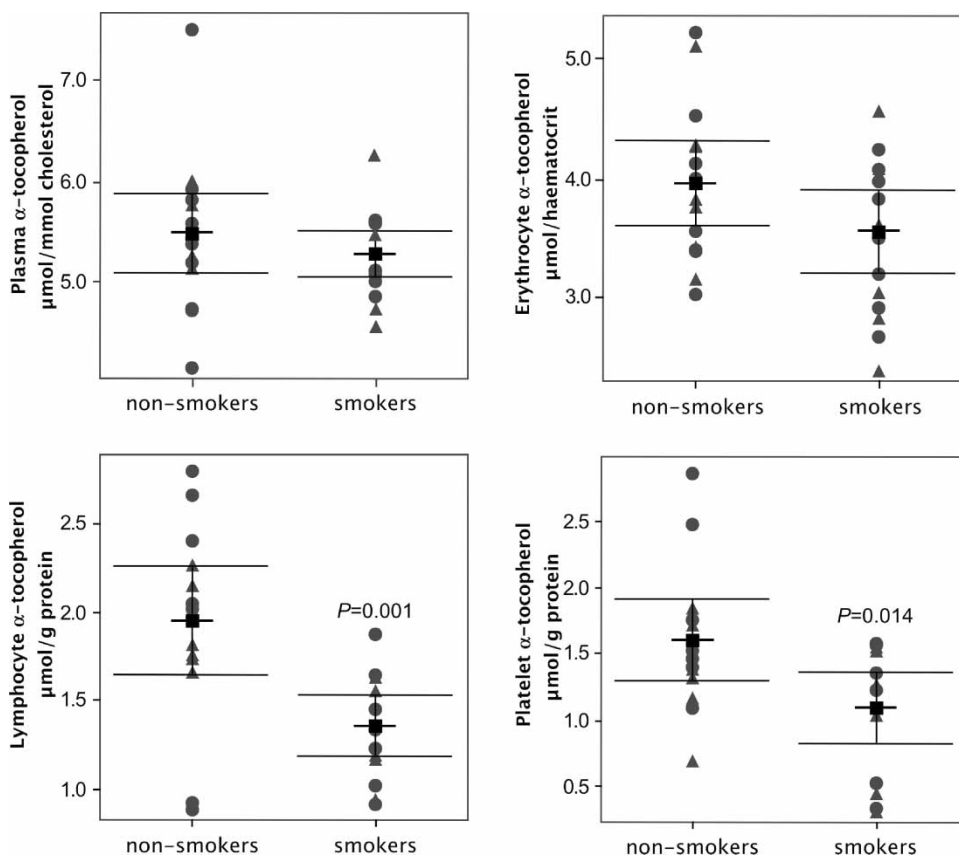 Plasma α-tocopherol
μmol/mmol cholesterol
7.0
6.0
5.0
non-smokers
smokers
Erythrocyte α-tocopherol
μmol/haematocrit
5.0
4.0
3.0
non-smokers
smokers
Lymphocyte α-tocopherol
μmol/g protein
2.5
2.0
1.5
1.0
P=0.001
non-smokers
smokers
Platelet α-tocopherol
μmol/g protein
2.5
2.0
1.5
1.0
0.5
P=0.014
non-smokers
smokers